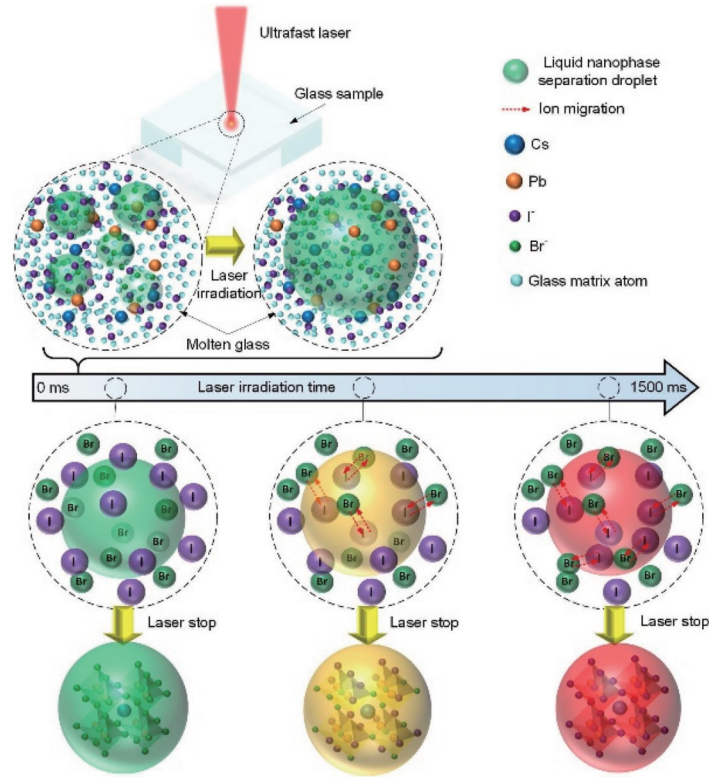 Ultrafast laser
Glass sample
Liquid nanophase
separation droplet
Ion migration
Cs
Pb
I-
Br-
Glass matrix atom
Laser
irradiation
Molten glass
0 ms
Laser irradiation time
1500 ms
Br
I
Br
I
Br
I
I
Br
I
Br
I
Br
I
I
Br
Br
I
Br
I
Br
Br
I
Br
I
Br
Br
I
Br
I
Br
I
I
Br
Br
I
Br
I
Br
Br
I
Br
I
Br
Br
I
Br
I
Br
I
I
Br
I
Br
I
Br
I
Laser stop
Laser stop
Laser stop